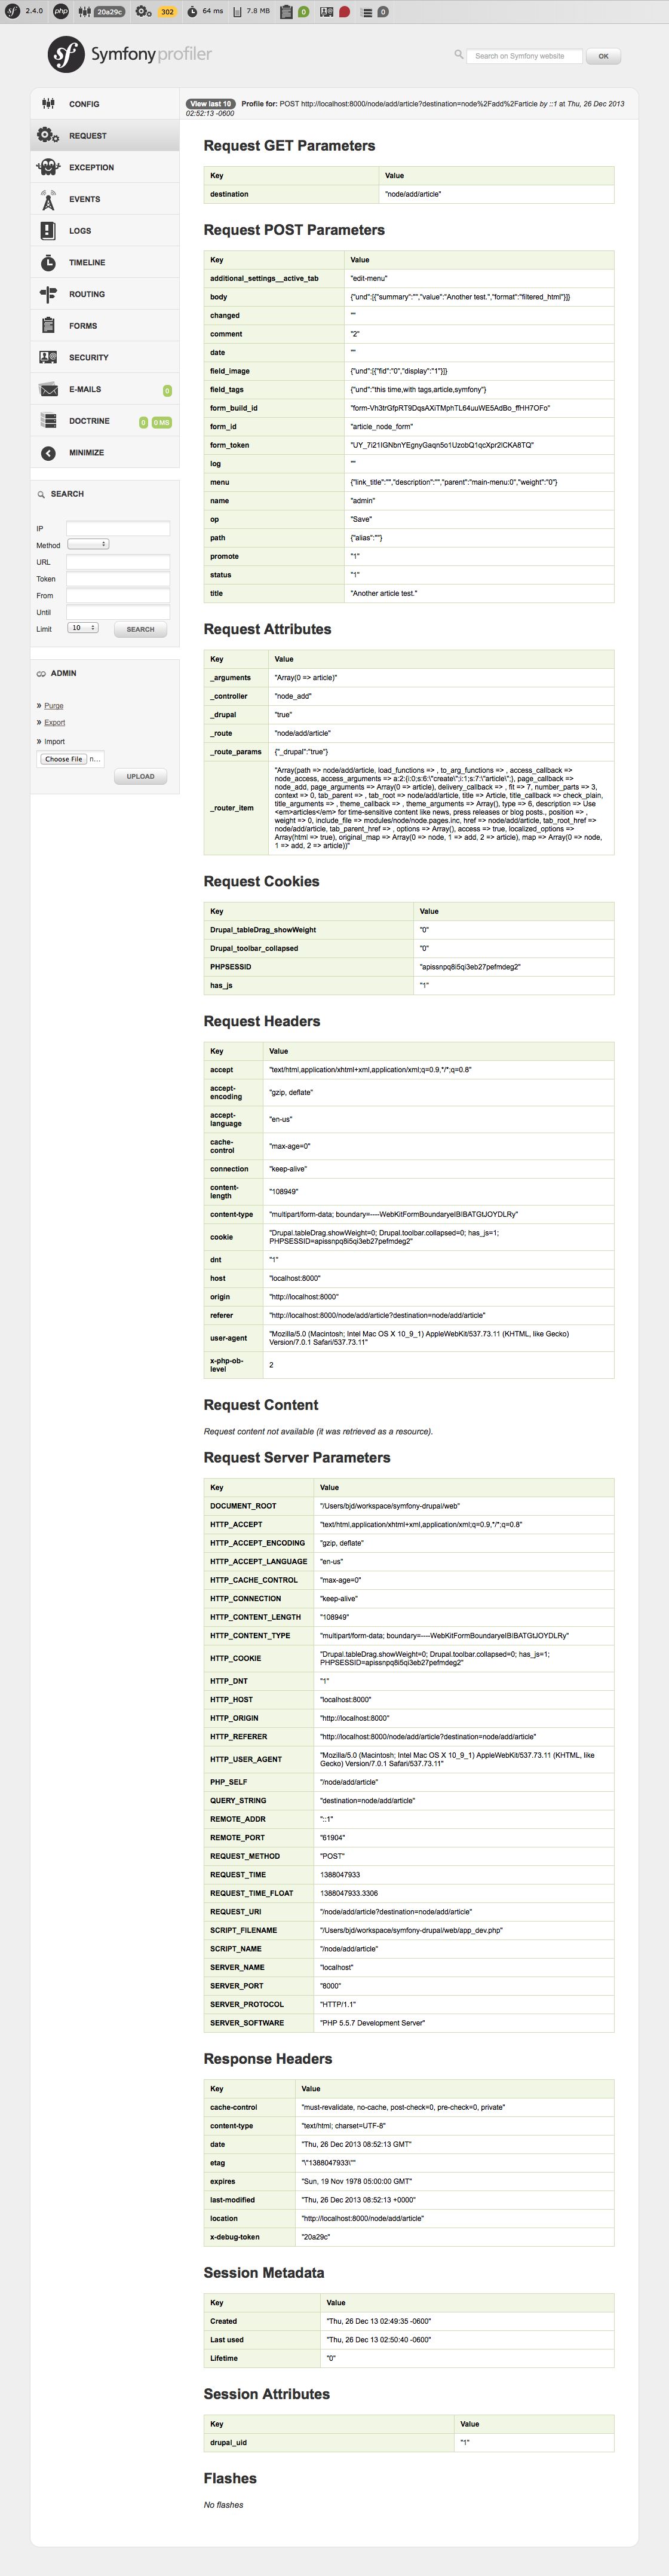 2.4.0 php 20a29c 302 64 ms 7.8 MB 0 0
sf Symfony profiler Search on Symfony website OK
CONFIG
REQUEST
EXCEPTION
EVENTS
LOGS
TIMELINE
ROUTING
FORMS
SECURITY
E-MAILS 0
DOCTRINE 0 0 MS
MINIMIZE
SEARCH
IP
Method
URL
Token
From
Until
Limit 10 SEARCH
ADMIN
» Purge
» Export
» Import
Choose File n...
UPLOAD
View last 10 Profile for: POST http://localhost:8000/node/add/article?destination=node%2Fadd%2Farticle by ::1 at Thu, 26 Dec 2013
02:52:13 -0600
Request GET Parameters
Key Value
destination "node/add/article"
Request POST Parameters
Key Value
additional_settings__active_tab "edit-menu"
body {"und":[{"summary":"","value":"Another test.","format":"filtered_html"}]}
changed ""
comment "2"
date ""
field_image {"und":[{"fid":"0","display":"1"}]}
field_tags {"und":"this time,with tags,article,symfony"}
form_build_id
form_id "article_node_form"
form_token
log ""
menu {"link_title":"","description":"","parent":"main-menu:0","weight":"0"}
name "admin"
op "Save"
path {"alias":""}
promote "1"
status "1"
title "Another article test."
Request Attributes
Key Value
_arguments "Array(0 => article)"
_controller "node_add"
_drupal "true"
_route "node/add/article"
_route_params {"_drupal":"true"}
_router_item "Array(path => node/add/article, load_functions => , to_arg_functions => , access_callback =>
node_access, access_arguments => a:2:{i:0;s:6:\"create\";i:1;s:7:\"article\";}, page_callback =>
node_add, page_arguments => Array(0 => article), delivery_callback => , fit => 7, number_parts => 3,
context => 0, tab_parent => , tab_root => node/add/article, title => Article, title_callback => check_plain,
title_arguments => , theme_callback => , theme_arguments => Array(), type => 6, description => Use
<em>articles</em> for time-sensitive content like news, press releases or blog posts., position => ,
weight => 0, include_file => modules/node/node.pages.inc, href => node/add/article, tab_root_href =>
node/add/article, tab_parent_href => , options => Array(), access => true, localized_options =>
Array(html => true), original_map => Array(0 => node, 1 => add, 2 => article), map => Array(0 => node,
1 => add, 2 => article))"
Request Cookies
Key Value
Drupal_tableDrag_showWeight "0"
Drupal_toolbar_collapsed "0"
PHPSESSID "apissnpq8i5qi3eb27pefmdeg2"
has_js "1"
Request Headers
Key Value
accept "text/html,application/xhtml+xml,application/xml;q=0.9,*/*;q=0.8"
accept-
encoding "gzip, deflate"
accept-
language "en-us"
cache-
control "max-age=0"
connection "keep-alive"
content-
length "108949"
content-type "multipart/form-data;
cookie "Drupal.tableDrag.showWeight=0; Drupal.toolbar.collapsed=0; has_js=1;
PHPSESSID=apissnpq8i5qi3eb27pefmdeg2"
dnt "1"
host "localhost:8000"
origin "http://localhost:8000"
referer "http://localhost:8000/node/add/article?destination=node/add/article"
user-agent "Mozilla/5.0 (Macintosh; Intel Mac OS X 10_9_1) AppleWebKit/537.73.11 (KHTML, like Gecko)
Version/7.0.1 Safari/537.73.11"
x-php-ob-
level 2
Request Content
Request content not available (it was retrieved as a resource).
Request Server Parameters
Key Value
DOCUMENT_ROOT "/Users/bjd/workspace/symfony-drupal/web"
HTTP_ACCEPT "text/html,application/xhtml+xml,application/xml;q=0.9,*/*;q=0.8"
HTTP_ACCEPT_ENCODING "gzip, deflate"
HTTP_ACCEPT_LANGUAGE "en-us"
HTTP_CACHE_CONTROL "max-age=0"
HTTP_CONNECTION "keep-alive"
HTTP_CONTENT_LENGTH "108949"
HTTP_CONTENT_TYPE "multipart/form-data;
HTTP_COOKIE "Drupal.tableDrag.showWeight=0; Drupal.toolbar.collapsed=0; has_js=1;
PHPSESSID=apissnpq8i5qi3eb27pefmdeg2"
HTTP_DNT "1"
HTTP_HOST "localhost:8000"
HTTP_ORIGIN "http://localhost:8000"
HTTP_REFERER "http://localhost:8000/node/add/article?destination=node/add/article"
HTTP_USER_AGENT "Mozilla/5.0 (Macintosh; Intel Mac OS X 10_9_1) AppleWebKit/537.73.11 (KHTML, like
Gecko) Version/7.0.1 Safari/537.73.11"
PHP_SELF "/node/add/article"
QUERY_STRING "destination=node/add/article"
REMOTE_ADDR "::1"
REMOTE_PORT "61904"
REQUEST_METHOD "POST"
REQUEST_TIME 1388047933
REQUEST_TIME_FLOAT 1388047933.3306
REQUEST_URI "/node/add/article?destination=node/add/article"
SCRIPT_FILENAME "/Users/bjd/workspace/symfony-drupal/web/app_dev.php"
SCRIPT_NAME "/node/add/article"
SERVER_NAME "localhost"
SERVER_PORT "8000"
SERVER_PROTOCOL "HTTP/1.1"
SERVER_SOFTWARE "PHP 5.5.7 Development Server"
Response Headers
Key Value
cache-control "must-revalidate, no-cache, post-check=0, pre-check=0, private"
content-type "text/html; charset=UTF-8"
date "Thu, 26 Dec 2013 08:52:13 GMT"
etag "\"1388047933\""
expires "Sun, 19 Nov 1978 05:00:00 GMT"
last-modified "Thu, 26 Dec 2013 08:52:13 +0000"
location "http://localhost:8000/node/add/article"
x-debug-token "20a29c"
Session Metadata
Key Value
Created "Thu, 26 Dec 13 02:49:35 -0600"
Last used "Thu, 26 Dec 13 02:50:40 -0600"
Lifetime "0"
Session Attributes
Key Value
drupal_uid "1"
Flashes
No flashes